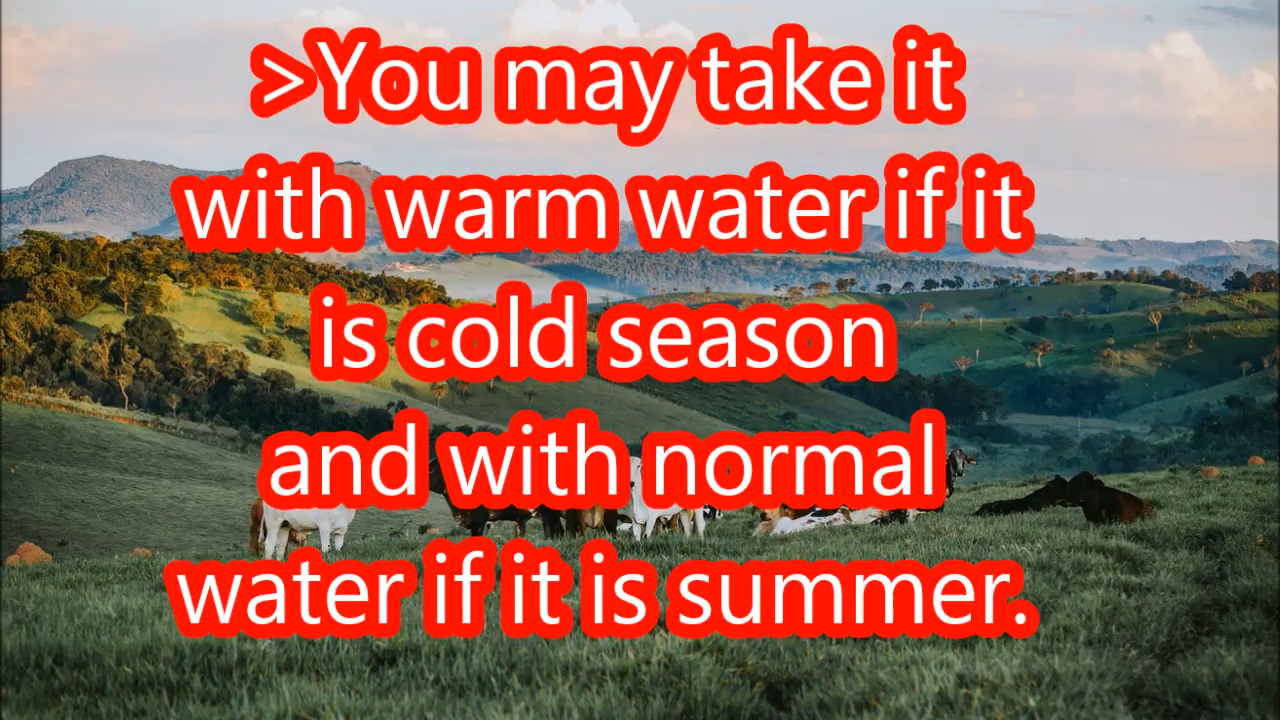 >You may take it
with warm water if it
is cold season
and with normal
water if it is summer.